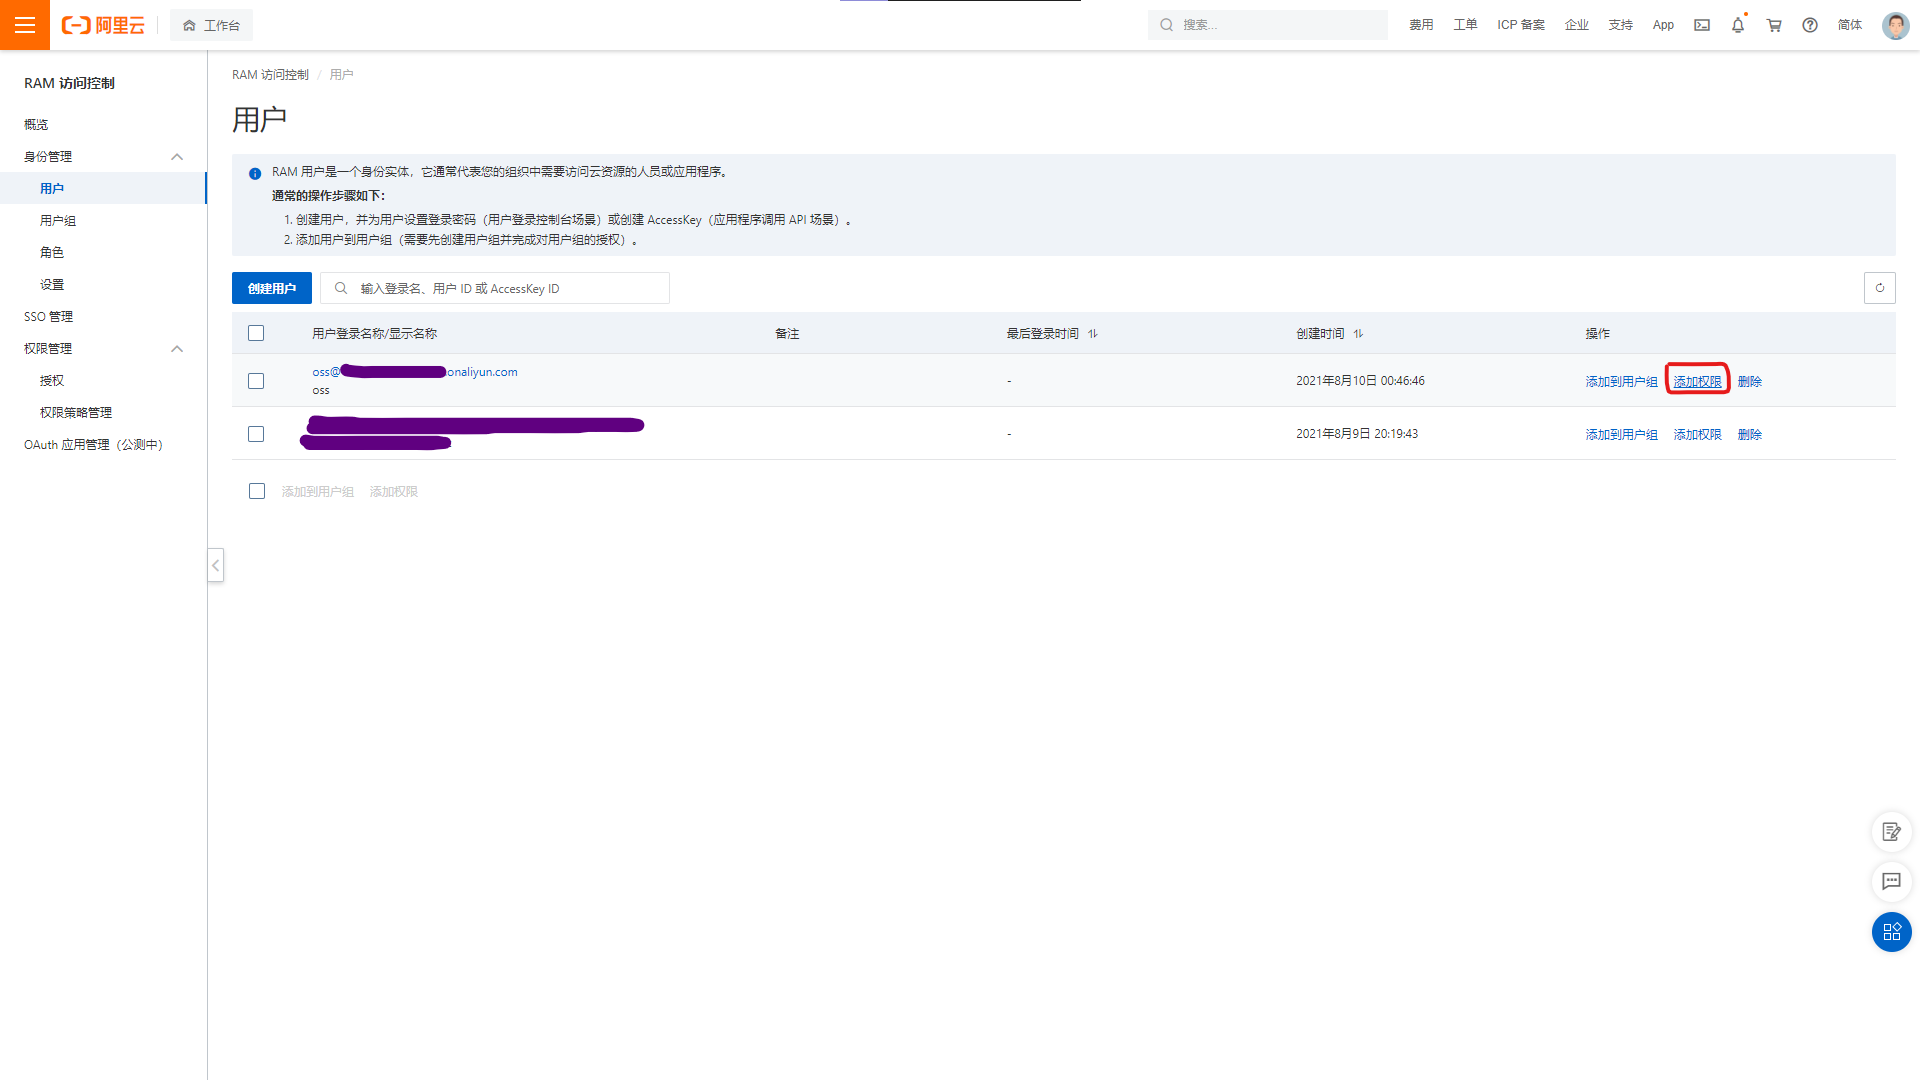 阿里云
工作台
搜索...
费用
工单
ICP 备案
企业
支持
App
简体
RAM 访问控制
概览
身份管理
用户
用户组
角色
设置
SSO 管理
权限管理
授权
权限策略管理
OAuth 应用管理（公测中）
RAM 访问控制 / 用户
用户
RAM 用户是一个身份实体，它通常代表您的组织中需要访问云资源的人员或应用程序。
通常的操作步骤如下：
1. 创建用户，并为用户设置登录密码（用户登录控制台场景）或创建 AccessKey（应用程序调用 API 场景）。
2. 添加用户到用户组（需要先创建用户组并完成对用户组的授权）。
创建用户
输入登录名、用户 ID 或 AccessKey ID
用户登录名称/显示名称 备注 最后登录时间 创建时间 操作
oss@ onaliyun.com
oss
- 2021年8月10日 00:46:46 添加到用户组 添加权限 删除
- 2021年8月9日 20:19:43 添加到用户组 添加权限 删除
添加到用户组 添加权限